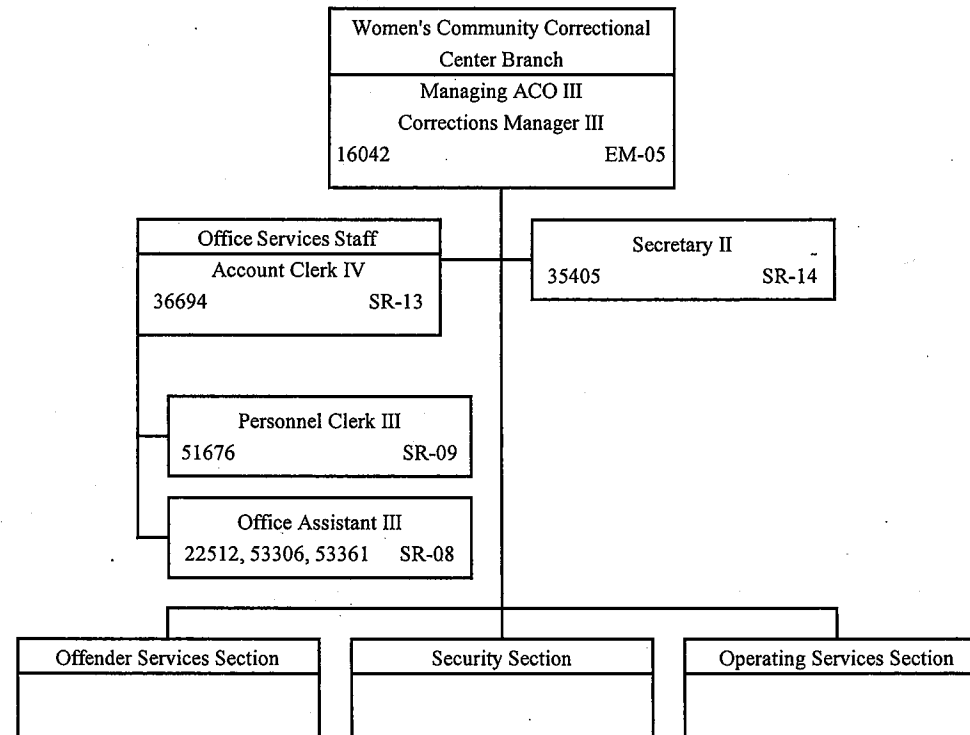 Women's Community Correctional
Center Branch
Managing ACO III
Corrections Manager III
16042 EM-05
Office Services Staff
Account Clerk IV
36694 SR-13
Secretary II
35405 SR-14
Personnel Clerk III
51676 SR-09
Office Assistant III
22512, 53306, 53361 SR-08
Offender Services Section
Security Section
Operating Services Section